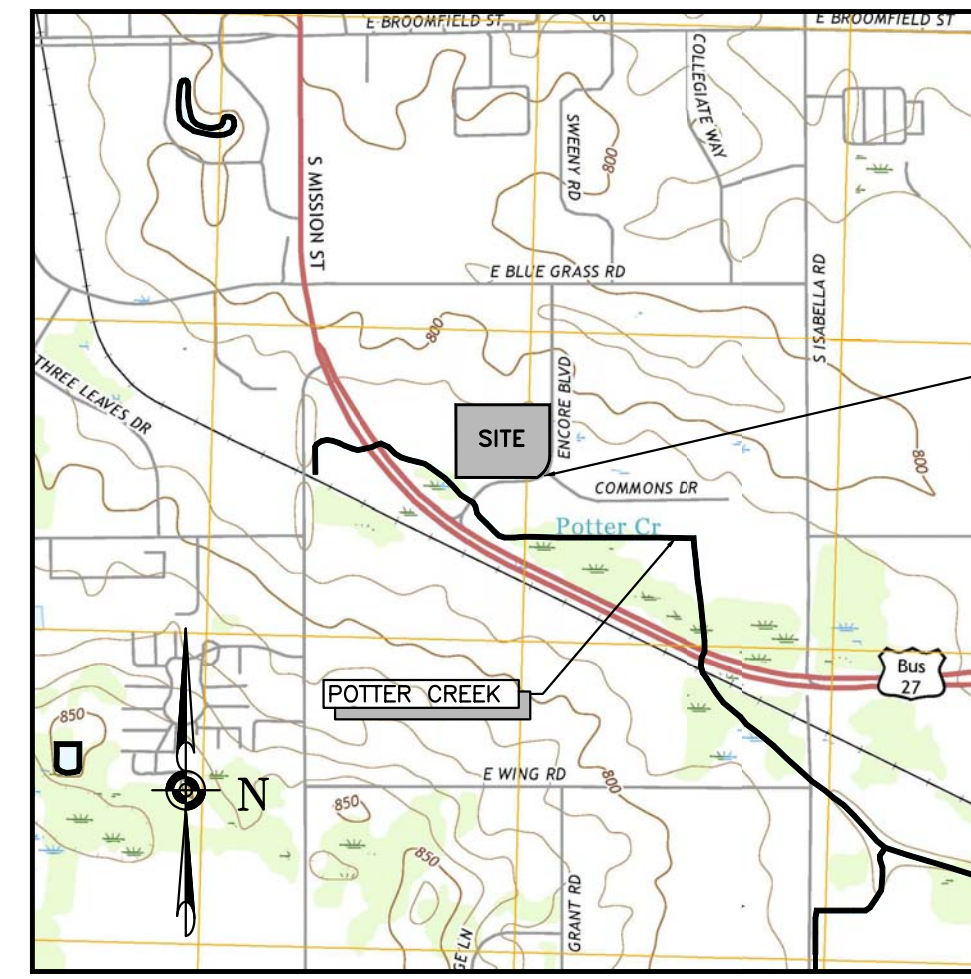 E BROOMFIELD ST
S
E BROOMFIELD ST
COLLEGIATE WAY
SWEENY RD
800
S MISSION ST
E BLUE GRASS RD
S ISABELLA RD
800
THREE LEAVES DR
ENCORE BLVD
SITE
800
COMMONS DR
Potter Cr
Bus
27
POTTER CREEK
850
E WING RD
800
N
850
850
GRANT RD
GE LN